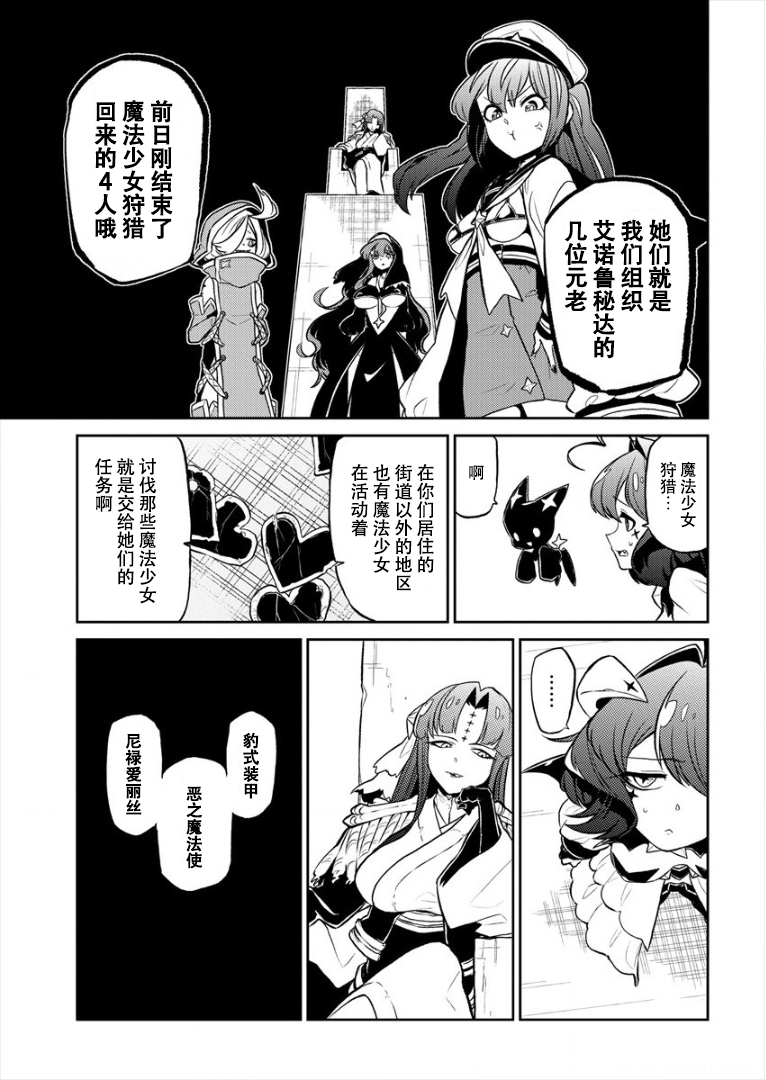 她们就是
我们组织
艾诺鲁秘达的
几位元老
前日刚结束了
魔法少女狩猎
回来的4人哦
魔法少女
狩猎…
啊
在你们居住的
街道以外的地区
也有魔法少女
在活动着
讨伐那些魔法少女
就是交给她们的
任务啊
……
豹式装甲
恶之魔法使
尼禄爱丽丝